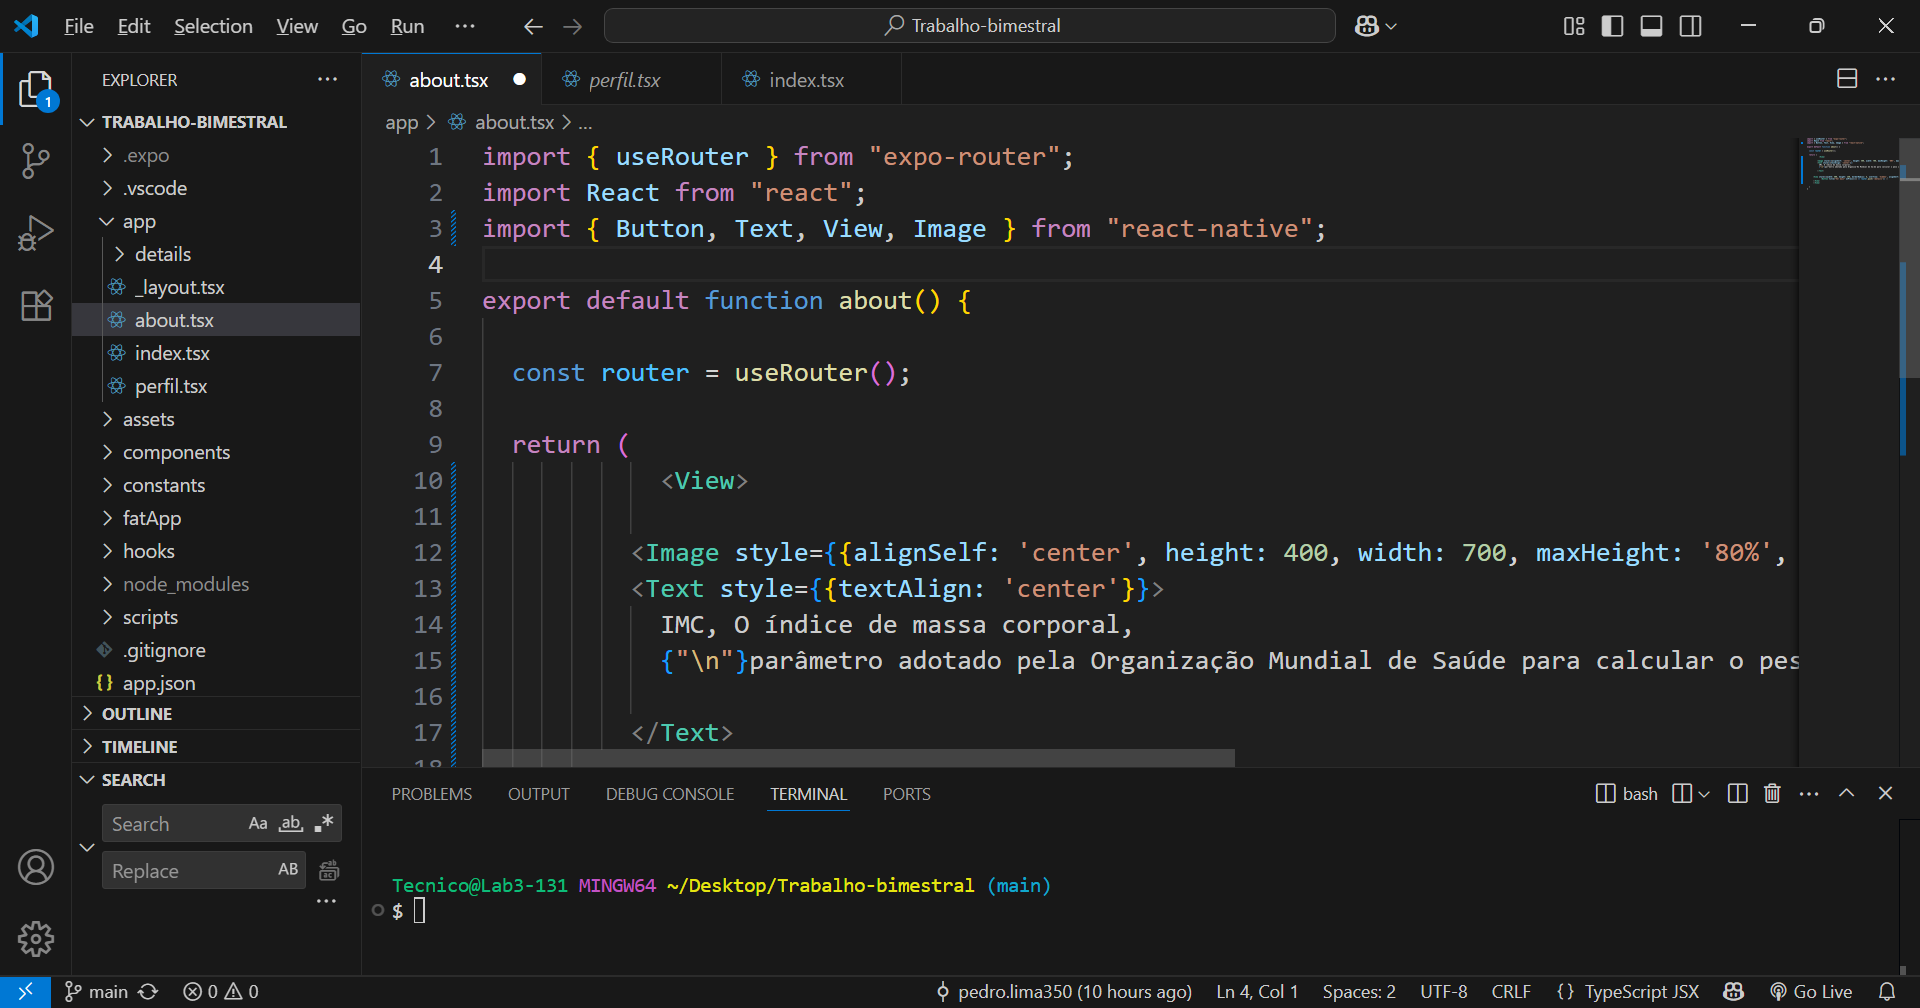 File Edit Selection View Go Run
Trabalho-bimestral
EXPLORER
1
TRABALHO-BIMESTRAL
.expo
.vscode
app
details
_layout.tsx
about.tsx
index.tsx
perfil.tsx
assets
components
constants
fatApp
hooks
node_modules
scripts
.gitignore
{} app.json
OUTLINE
TIMELINE
SEARCH
Search Aa ab .*
Replace AB
about.tsx perfil.tsx index.tsx
app > about.tsx > ...
1 import { useRouter } from "expo-router";
2 import React from "react";
3 import { Button, Text, View, Image } from "react-native";
4
5 export default function about() {
6
7 const router = useRouter();
8
9 return (
10 <View>
11
12 <Image style={{alignSelf: 'center', height: 400, width: 700, maxHeight: '80%',
13 <Text style={{textAlign: 'center'}}>
14 IMC, O índice de massa corporal,
15 {"\n"}parâmetro adotado pela Organização Mundial de Saúde para calcular o pes
16
17 </Text>
18
PROBLEMS OUTPUT DEBUG CONSOLE TERMINAL PORTS
bash
Tecnico@Lab3-131 MINGW64 ~/Desktop/Trabalho-bimestral (main)
$
main 0 0
pedro.lima350 (10 hours ago) Ln 4, Col 1 Spaces: 2 UTF-8 CRLF {} TypeScript JSX Go Live